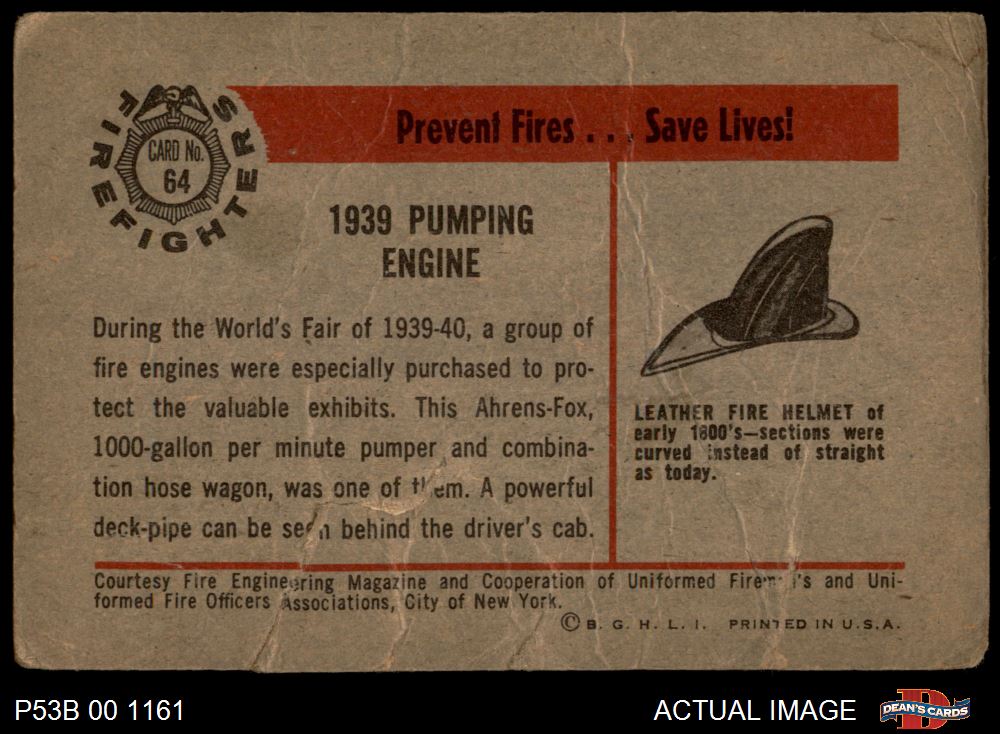 FIREFIGHTERS
CARD No.
64
Prevent Fires . . . Save Lives!
1939 PUMPING
ENGINE
During the World's Fair of 1939-40, a group of
fire engines were especially purchased to pro-
tect the valuable exhibits. This Ahrens-Fox,
1000-gallon per minute pumper and combina-
tion hose wagon, was one of them. A powerful
deck-pipe can be seen behind the driver's cab.
LEATHER FIRE HELMET of
early 1800's—sections were
curved instead of straight
as today.
Courtesy Fire Engineering Magazine and Cooperation of Uniformed Firemen's and Uni-
formed Fire Officers Associations, City of New York.
© B. G. H. L. I. PRINTED IN U.S.A.
P53B 00 1161
ACTUAL IMAGE
D
DEAN'S CARDS